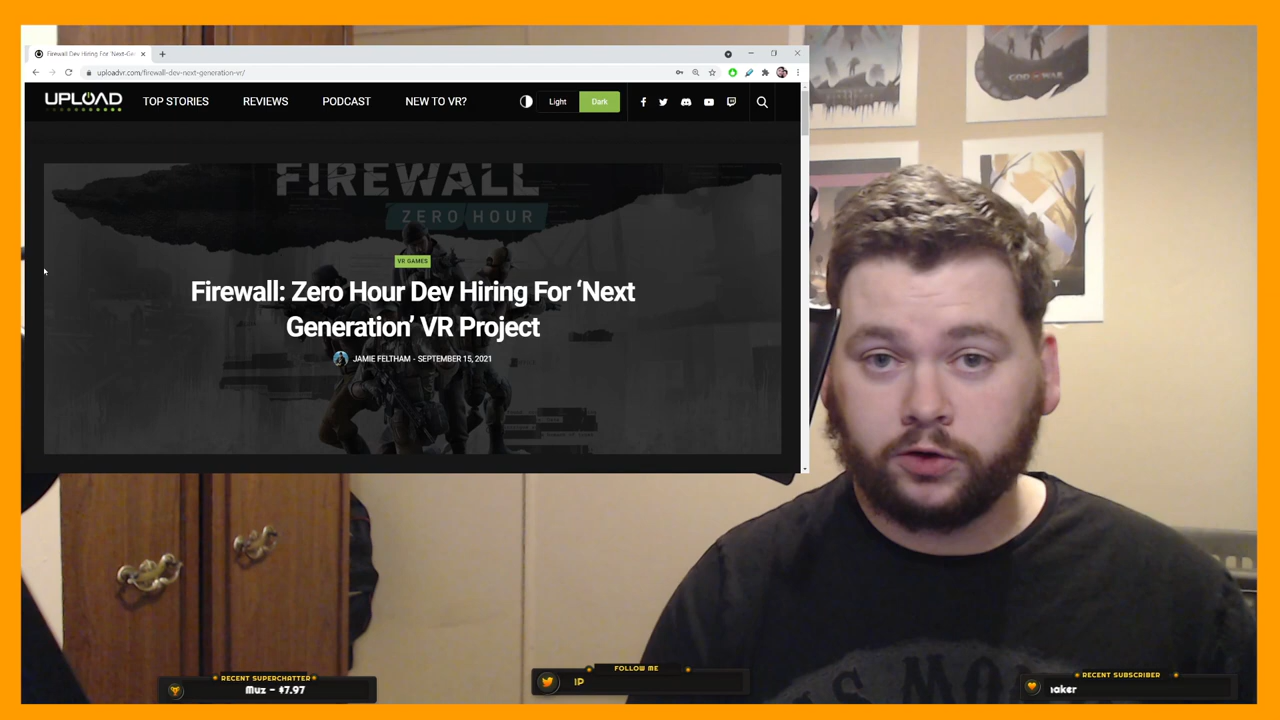 Firewall Dev Hiring For 'Next-Ge
uploadvr.com/firewall-dev-next-generation-vr/
UPLOAD
TOP STORIES
REVIEWS
PODCAST
NEW TO VR?
Light
Dark
FIREWALL
ZERO HOUR
VR GAMES
Firewall: Zero Hour Dev Hiring For ‘Next
Generation’ VR Project
JAMIE FELTHAM - SEPTEMBER 15, 2021
GOD WAR
RECENT SUPERCHATTER
Muz - $7.97
FOLLOW ME
IP
RECENT SUBSCRIBER